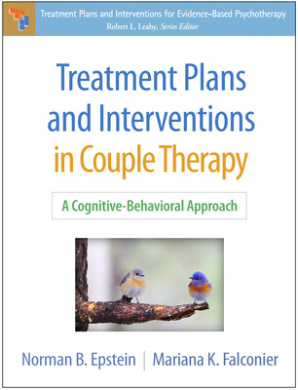 Treatment Plans and Interventions for Evidence-Based Psychotherapy
Robert L. Leahy, Series Editor
Treatment Plans
and Interventions
in Couple Therapy
A Cognitive-Behavioral Approach
Norman B. Epstein | Mariana K. Falconier